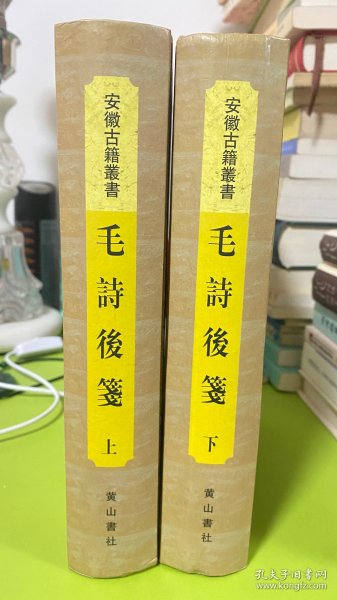 安徽古籍叢書
毛詩後箋
上
黄山書社
安徽古籍叢書
毛詩後箋
下
黄山書社
孔夫子旧书网